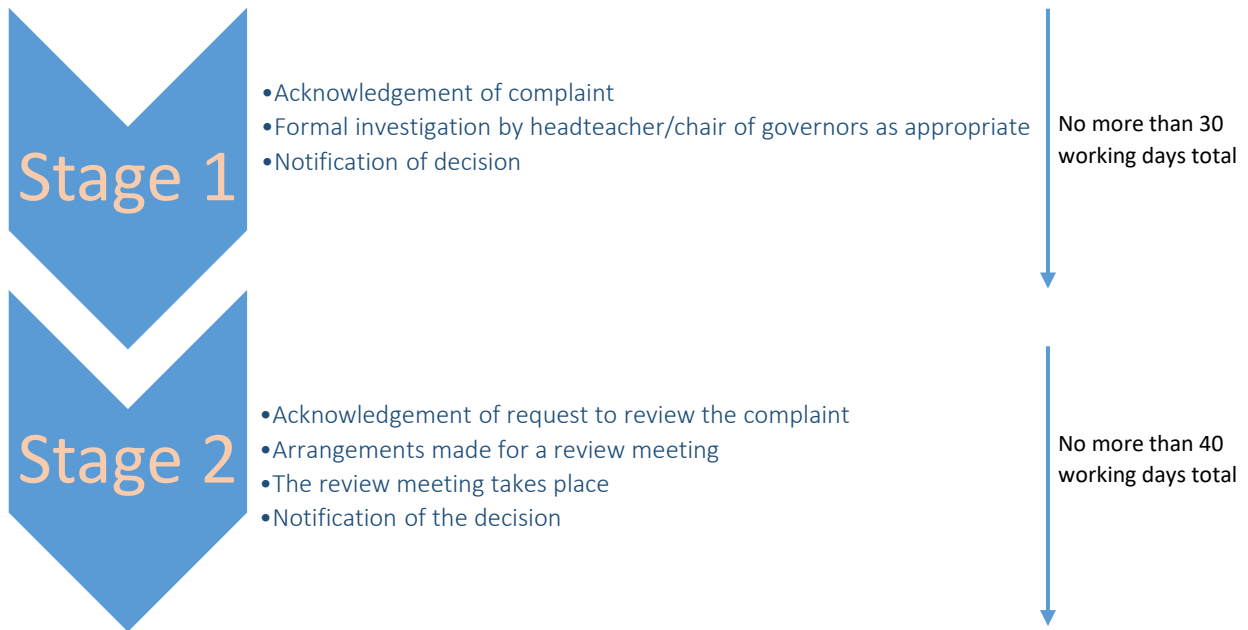 Stage 1
•Acknowledgement of complaint
•Formal investigation by headteacher/chair of governors as appropriate
•Notification of decision
No more than 30
working days total
Stage 2
•Acknowledgement of request to review the complaint
•Arrangements made for a review meeting
•The review meeting takes place
•Notification of the decision
No more than 40
working days total